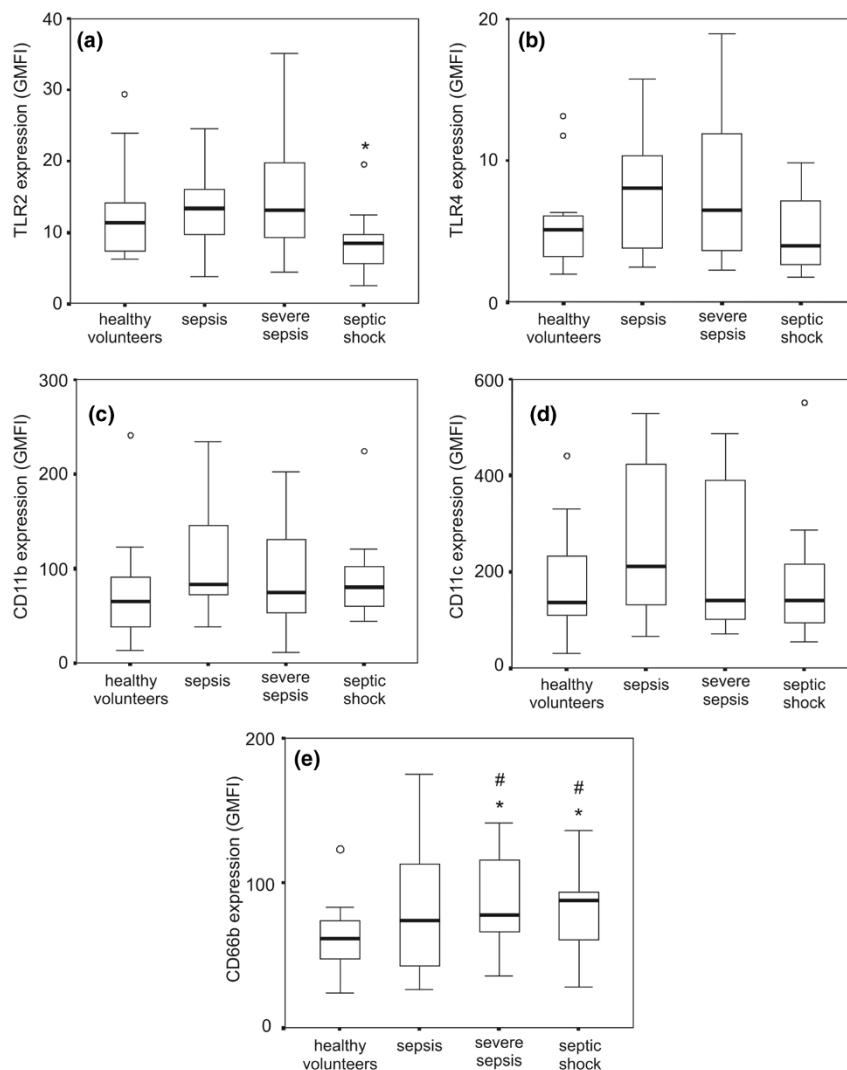 (a)
TLR2 expression (GMFI)
40
30
20
10
0
*
healthy volunteers
sepsis
severe sepsis
septic shock
(b)
TLR4 expression (GMFI)
20
10
0
healthy volunteers
sepsis
severe sepsis
septic shock
(c)
CD11b expression (GMFI)
300
200
100
0
healthy volunteers
sepsis
severe sepsis
septic shock
(d)
CD11c expression (GMFI)
600
400
200
0
healthy volunteers
sepsis
severe sepsis
septic shock
(e)
CD66b expression (GMFI)
200
100
0
#
*
#
*
healthy volunteers
sepsis
severe sepsis
septic shock